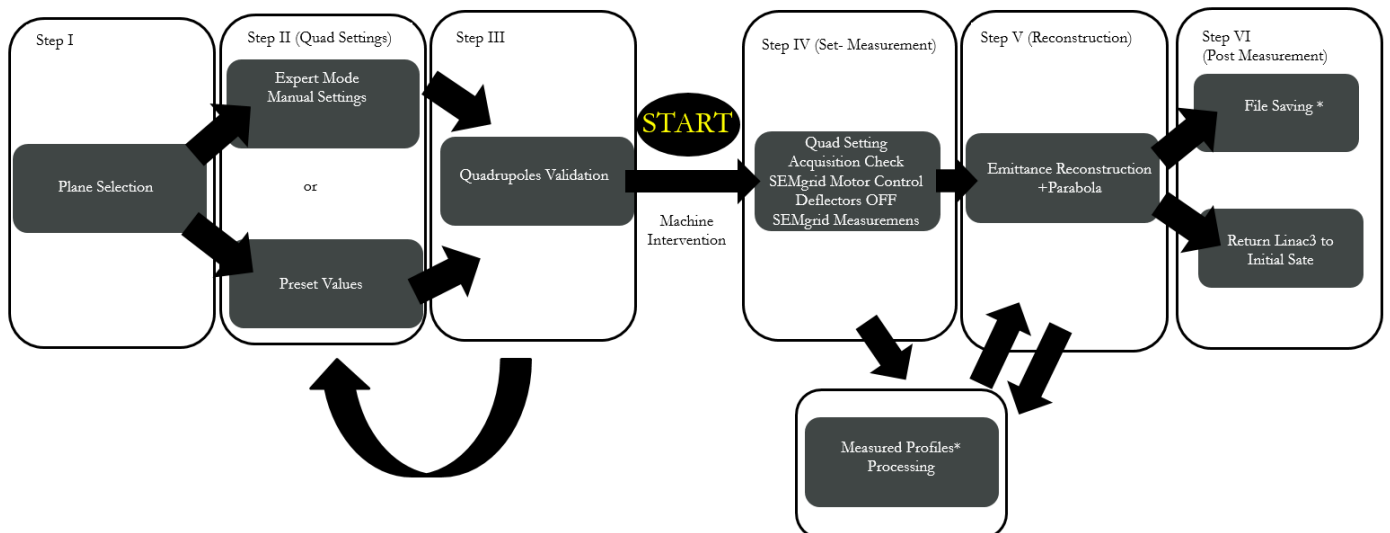 Step I
Plane Selection
Step II (Quad Settings)
Expert Mode
Manual Settings
or
Preset Values
Step III
Quadrupoles Validation
START
Machine
Intervention
Step IV (Set- Measurement)
Quad Setting
Acquisition Check
SEMgrid Motor Control
Deflectors OFF
SEMgrid Measuremens
Step V (Reconstruction)
Emittance Reconstruction
+Parabola
Measured Profiles*
Processing
Step VI
(Post Measurement)
File Saving *
Return Linac3 to
Initial Sate